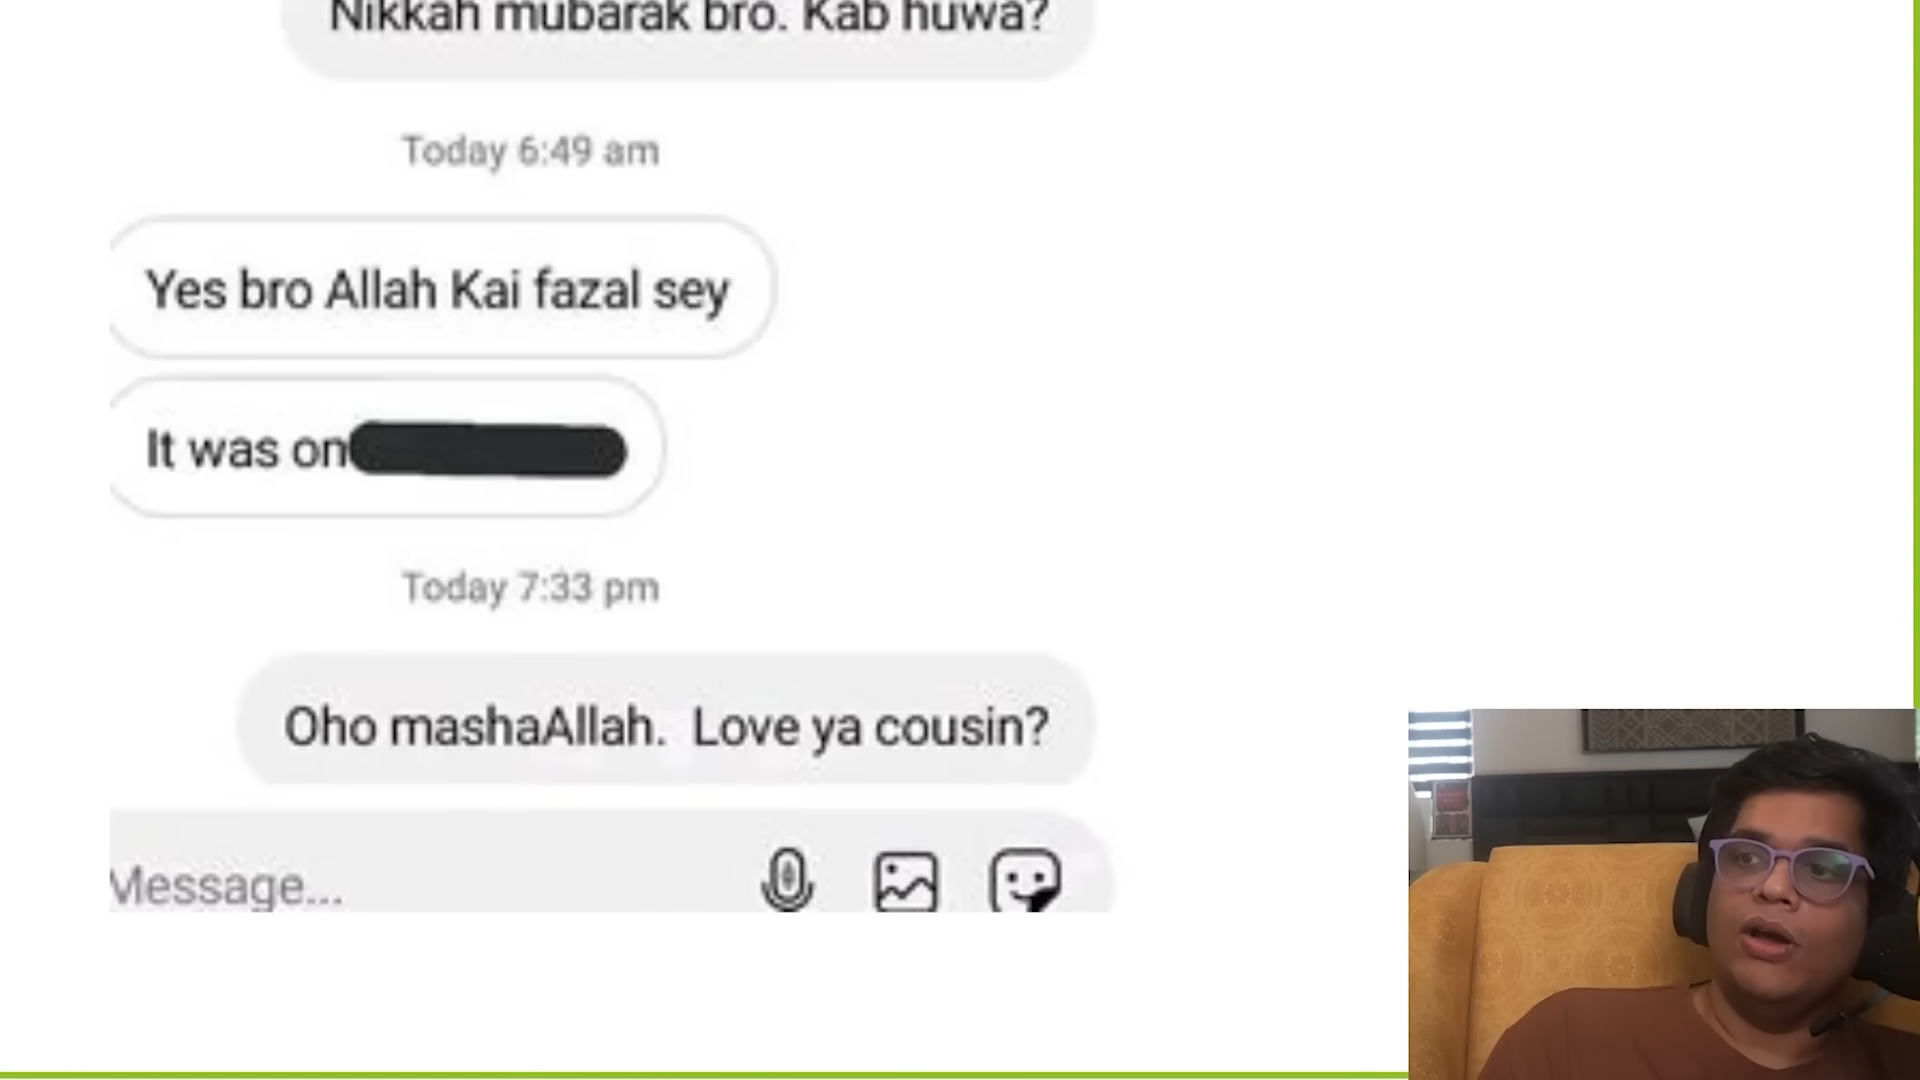 Nikkah mubarak bro. Kab huwa?
Today 6:49 am
Yes bro Allah Kai fazal sey
It was on
Today 7:33 pm
Oho mashaAllah. Love ya cousin?
Message...